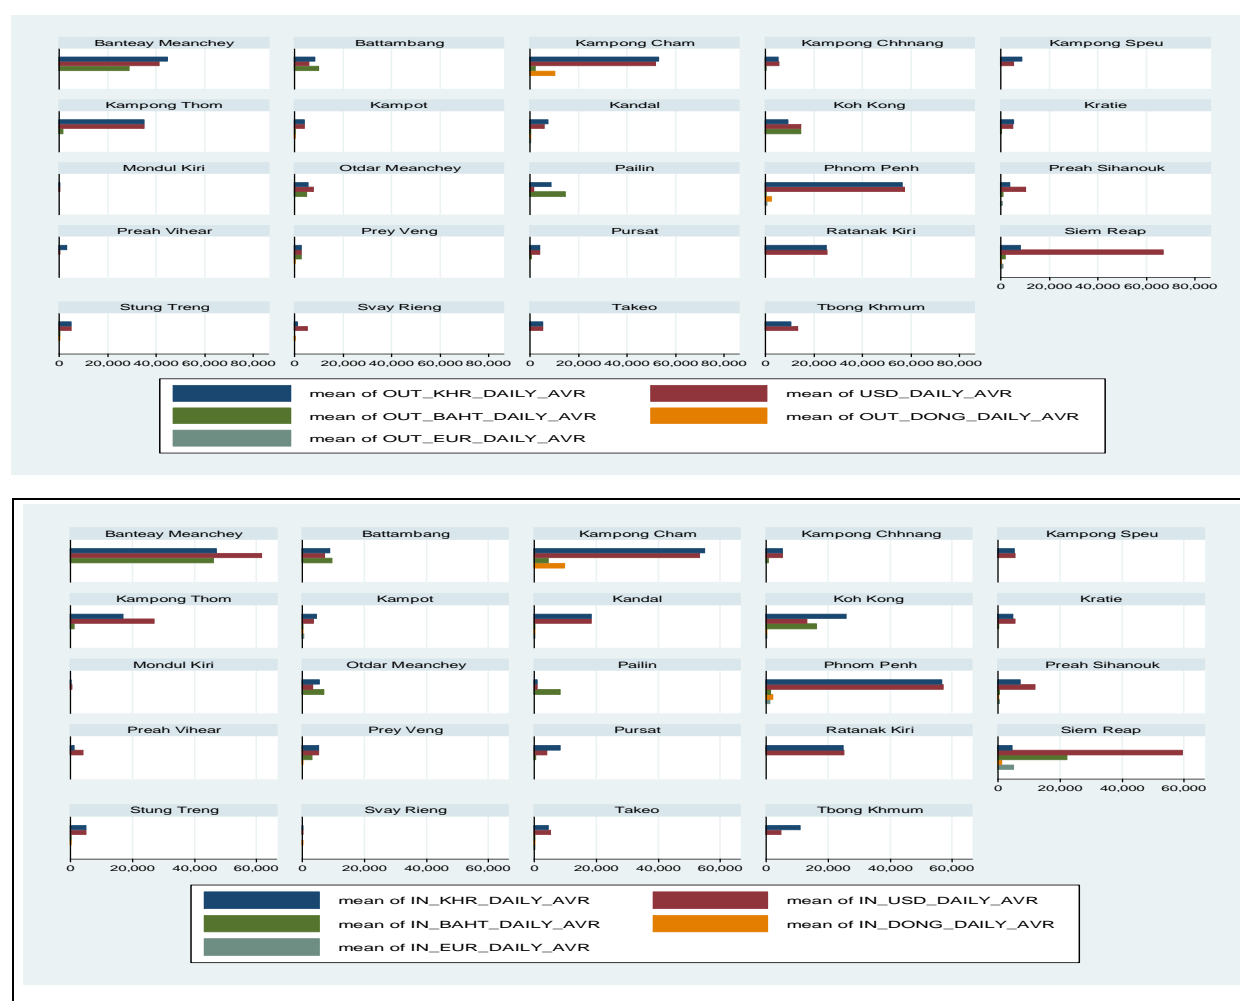 Banteay Meanchey Battambang Kampong Cham Kampong Chhnang Kampong Speu
Kampong Thom Kampot Kandal Koh Kong Kratie
Mondul Kiri Otdar Meanchey Pailin Phnom Penh Preah Sihanouk
Preah Vihear Prey Veng Pursat Ratanak Kiri Siem Reap
0 20,000 40,000 60,000 80,000
Stung Treng Svay Rieng Takeo Tbong Khmum
0 20,000 40,000 60,000 80,000 0 20,000 40,000 60,000 80,000 0 20,000 40,000 60,000 80,000 0 20,000 40,000 60,000 80,000
mean of OUT_KHR_DAILY_AVR mean of USD_DAILY_AVR
mean of OUT_BAHT_DAILY_AVR mean of OUT_DONG_DAILY_AVR
mean of OUT_EUR_DAILY_AVR
Banteay Meanchey Battambang Kampong Cham Kampong Chhnang Kampong Speu
Kampong Thom Kampot Kandal Koh Kong Kratie
Mondul Kiri Otdar Meanchey Pailin Phnom Penh Preah Sihanouk
Preah Vihear Prey Veng Pursat Ratanak Kiri Siem Reap
0 20,000 40,000 60,000
Stung Treng Svay Rieng Takeo Tbong Khmum
0 20,000 40,000 60,000 0 20,000 40,000 60,000 0 20,000 40,000 60,000 0 20,000 40,000 60,000
mean of IN_KHR_DAILY_AVR mean of IN_USD_DAILY_AVR
mean of IN_BAHT_DAILY_AVR mean of IN_DONG_DAILY_AVR
mean of IN_EUR_DAILY_AVR